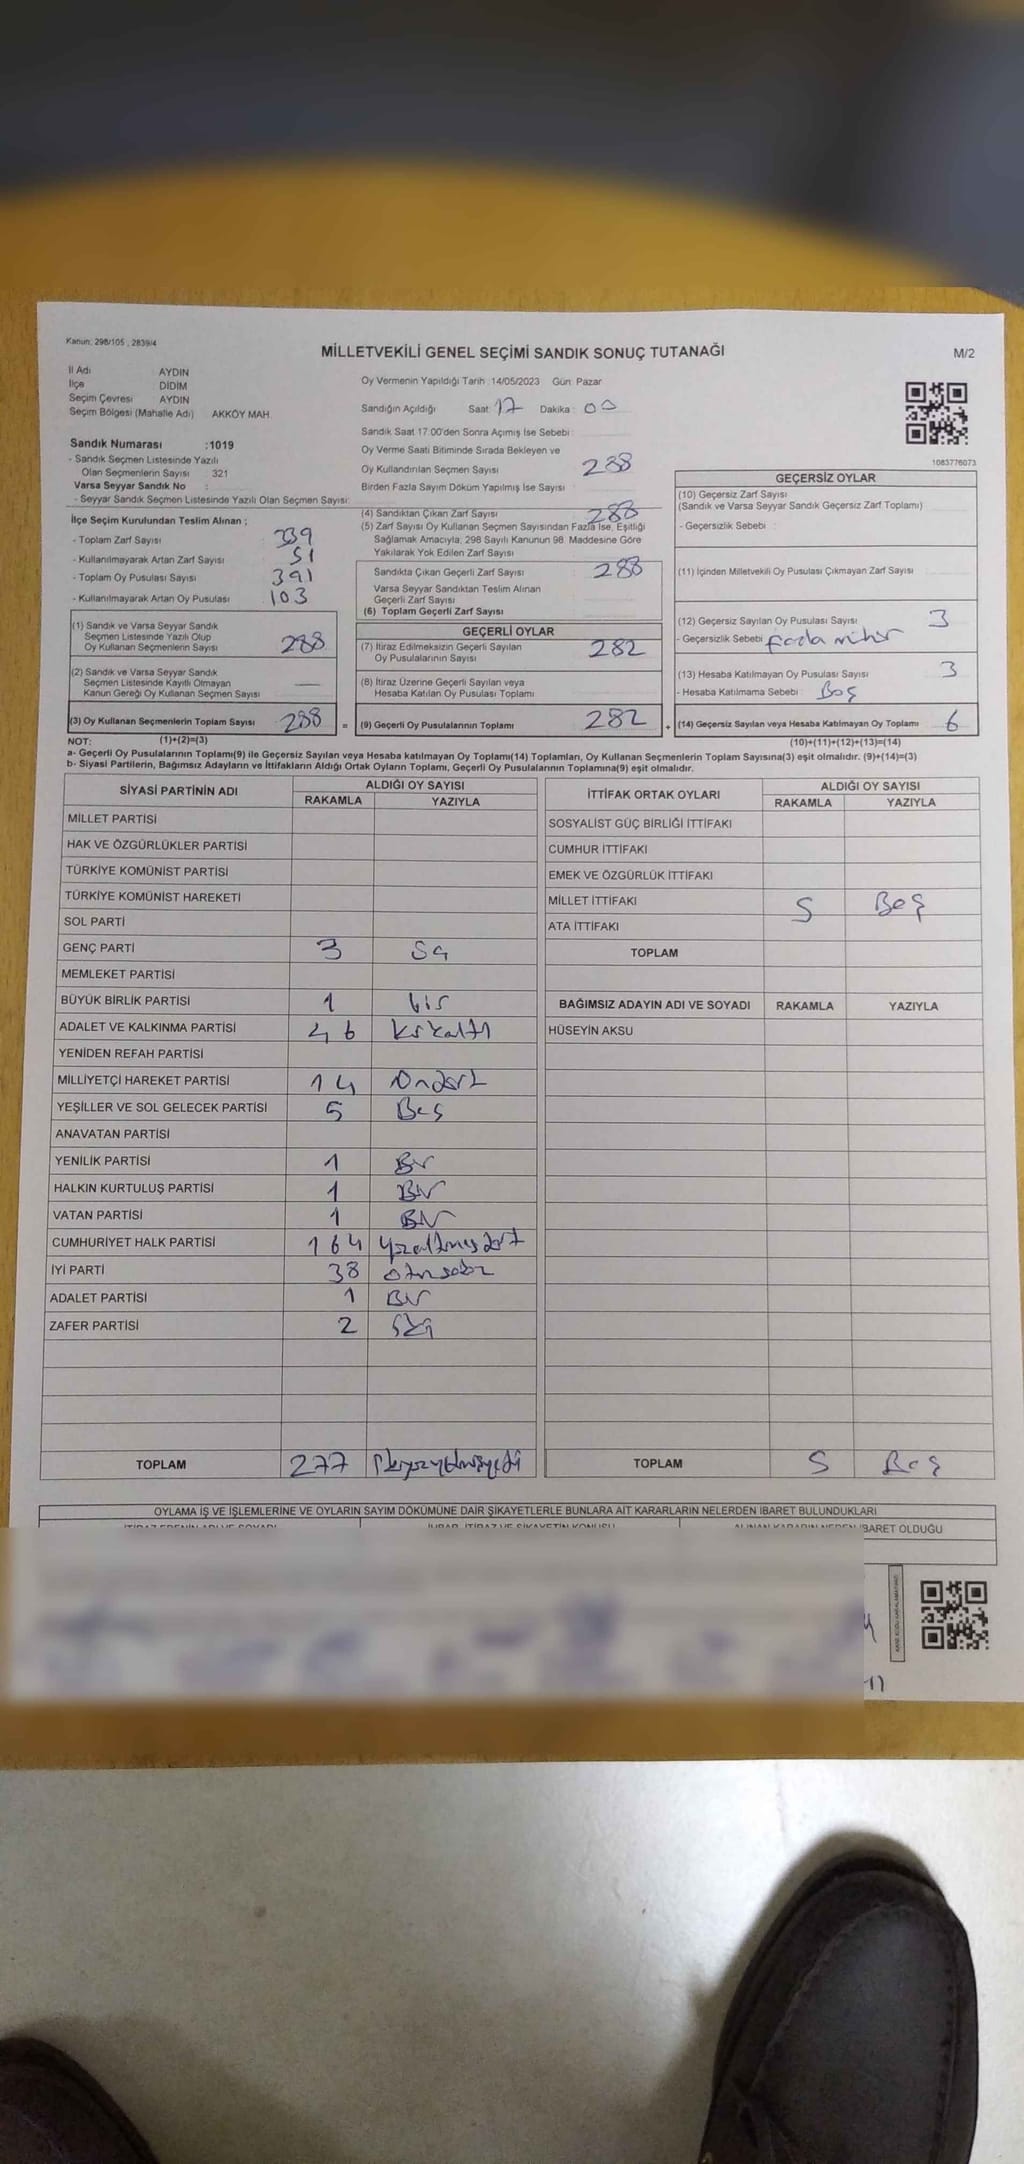 Kanun: 298/105 , 2839/4
MİLLETVEKİLİ GENEL SEÇİMİ SANDIK SONUÇ TUTANAĞI
M/2
İl Adı AYDIN
İlçe DİDİM
Seçim Çevresi AYDIN
Seçim Bölgesi (Mahalle Adı) AKKÖY MAH.
Sandık Numarası :1019
- Sandık Seçmen Listesinde Yazılı
Olan Seçmenlerin Sayısı 321
Varsa Seyyar Sandık No :
- Seyyar Sandık Seçmen Listesinde Yazılı Olan Seçmen Sayısı:
Oy Vermenin Yapıldığı Tarih : 14/05/2023 Gün: Pazar
Sandığın Açıldığı Saat: 17 Dakika : 00
Sandık Saat 17:00'den Sonra Açımış İse Sebebi :
Oy Verme Saati Bitiminde Sırada Bekleyen ve
Oy Kullandırılan Seçmen Sayısı : 288
Birden Fazla Sayım Döküm Yapılmış İse Sayısı :
1083776073
İlçe Seçim Kurulundan Teslim Alınan ;
- Toplam Zarf Sayısı : 339
- Kullanılmayarak Artan Zarf Sayısı : 51
- Toplam Oy Pusulası Sayısı : 391
- Kullanılmayarak Artan Oy Pusulası : 103
(1) Sandık ve Varsa Seyyar Sandık
Seçmen Listesinde Yazılı Olup
Oy Kullanan Seçmenlerin Sayısı : 288
(2) Sandık ve Varsa Seyyar Sandık
Seçmen Listesinde Kayıtlı Olmayan
Kanun Gereği Oy Kullanan Seçmen Sayısı : —
(3) Oy Kullanan Seçmenlerin Toplam Sayısı : 288 =
(1)+(2)=(3)
(4) Sandıktan Çıkan Zarf Sayısı : 288
(5) Zarf Sayısı Oy Kullanan Seçmen Sayısından Fazla İse, Eşitliği
Sağlamak Amacıyla, 298 Sayılı Kanunun 98. Maddesine Göre
Yakılarak Yok Edilen Zarf Sayısı :
Sandıkta Çıkan Geçerli Zarf Sayısı : 288
Varsa Seyyar Sandıktan Teslim Alınan
Geçerli Zarf Sayısı :
(6) Toplam Geçerli Zarf Sayısı :
GEÇERLİ OYLAR
(7) İtiraz Edilmeksizin Geçerli Sayılan
Oy Pusulalarının Sayısı : 282
(8) İtiraz Üzerine Geçerli Sayılan veya
Hesaba Katılan Oy Pusulası Toplamı :
(9) Geçerli Oy Pusulalarının Toplamı : 282 +
GEÇERSİZ OYLAR
(10) Geçersiz Zarf Sayısı
(Sandık ve Varsa Seyyar Sandık Geçersiz Zarf Toplamı) :
- Geçersizlik Sebebi :
(11) İçinden Milletvekili Oy Pusulası Çıkmayan Zarf Sayısı :
(12) Geçersiz Sayılan Oy Pusulası Sayısı : 3
- Geçersizlik Sebebi : fazla mühür
(13) Hesaba Katılmayan Oy Pusulası Sayısı : 3
- Hesaba Katılmama Sebebi : Boş
(14) Geçersiz Sayılan veya Hesaba Katılmayan Oy Toplamı : 6
(10)+(11)+(12)+(13)=(14)
NOT:
a- Geçerli Oy Pusulalarının Toplamı(9) ile Geçersiz Sayılan veya Hesaba katılmayan Oy Toplamı(14) Toplamları, Oy Kullanan Seçmenlerin Toplam Sayısına(3) eşit olmalıdır. (9)+(14)=(3)
b- Siyasi Partilerin, Bağımsız Adayların ve İttifakların Aldığı Ortak Oyların Toplamı, Geçerli Oy Pusulalarının Toplamına(9) eşit olmalıdır.
SİYASİ PARTİNİN ADI ALDIĞI OY SAYISI
RAKAMLA YAZIYLA
MİLLET PARTİSİ
HAK VE ÖZGÜRLÜKLER PARTİSİ
TÜRKİYE KOMÜNİST PARTİSİ
TÜRKİYE KOMÜNİST HAREKETİ
SOL PARTİ
GENÇ PARTİ 3
MEMLEKET PARTİSİ
BÜYÜK BİRLİK PARTİSİ 1 bir
ADALET VE KALKINMA PARTİSİ 46 kırkaltı
YENİDEN REFAH PARTİSİ
MİLLİYETÇİ HAREKET PARTİSİ 14 Ondört
YEŞİLLER VE SOL GELECEK PARTİSİ 5 Beş
ANAVATAN PARTİSİ
YENİLİK PARTİSİ 1 Bir
HALKIN KURTULUŞ PARTİSİ 1 Bir
VATAN PARTİSİ 1 Bir
CUMHURİYET HALK PARTİSİ 164 yüzaltmışdört
İYİ PARTİ 38 otuzsekiz
ADALET PARTİSİ 1 Bir
ZAFER PARTİSİ 2 iki
TOPLAM 277 ikiyüzyetmişyedi
İTTİFAK ORTAK OYLARI ALDIĞI OY SAYISI
RAKAMLA YAZIYLA
SOSYALİST GÜÇ BİRLİĞİ İTTİFAKI
CUMHUR İTTİFAKI
EMEK VE ÖZGÜRLÜK İTTİFAKI
MİLLET İTTİFAKI 5 Beş
ATA İTTİFAKI
TOPLAM
BAĞIMSIZ ADAYIN ADI VE SOYADI RAKAMLA YAZIYLA
HÜSEYİN AKSU
TOPLAM 5 Beş
OYLAMA İŞ VE İŞLEMLERİNE VE OYLARIN SAYIM DÖKÜMÜNE DAİR ŞİKAYETLERLE BUNLARA AİT KARARLARIN NELERDEN İBARET BULUNDUKLARI
İTİRAZ EDENİN ADI VE SOYADI İHBAR, İTİRAZ VE ŞİKAYETİN KONUSU ALINAN KARARIN NEDEN İBARET OLDUĞU